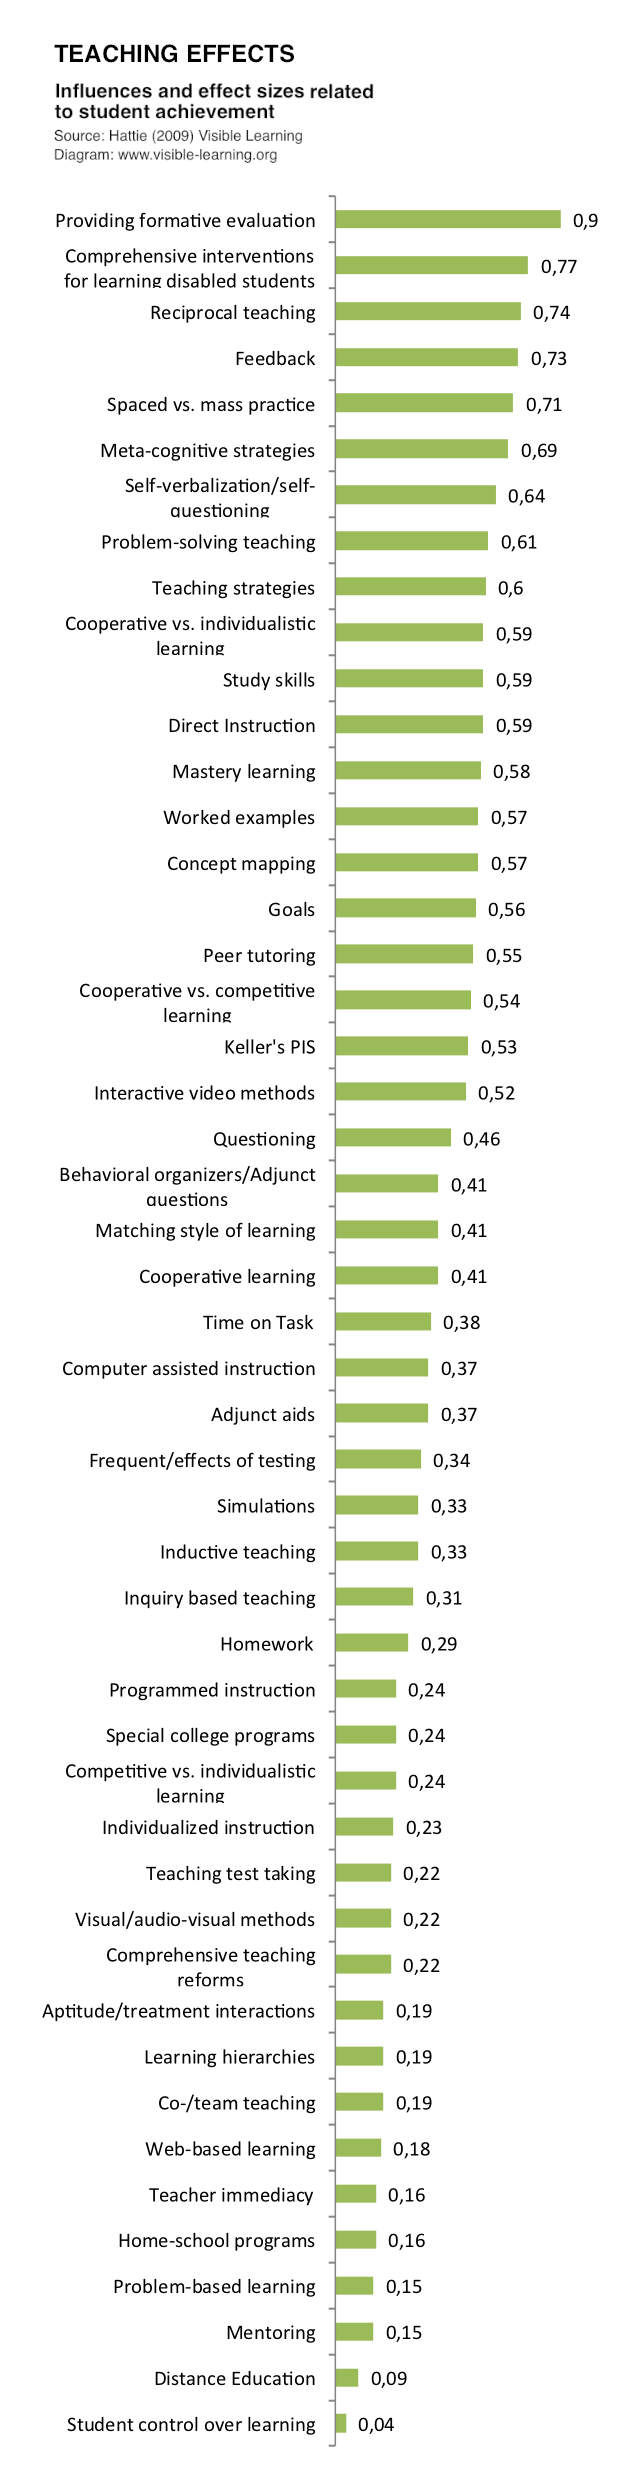 TEACHING EFFECTS
Influences and effect sizes related
to student achievement
Source: Hattie (2009) Visible Learning
Diagram: www.visible-learning.org
Providing formative evaluation 0,9
Comprehensive interventions
for learning disabled students 0,77
Reciprocal teaching 0,74
Feedback 0,73
Spaced vs. mass practice 0,71
Meta-cognitive strategies 0,69
Self-verbalization/self-
questioning 0,64
Problem-solving teaching 0,61
Teaching strategies 0,6
Cooperative vs. individualistic
learning 0,59
Study skills 0,59
Direct Instruction 0,59
Mastery learning 0,58
Worked examples 0,57
Concept mapping 0,57
Goals 0,56
Peer tutoring 0,55
Cooperative vs. competitive
learning 0,54
Keller's PIS 0,53
Interactive video methods 0,52
Questioning 0,46
Behavioral organizers/Adjunct
questions 0,41
Matching style of learning 0,41
Cooperative learning 0,41
Time on Task 0,38
Computer assisted instruction 0,37
Adjunct aids 0,37
Frequent/effects of testing 0,34
Simulations 0,33
Inductive teaching 0,33
Inquiry based teaching 0,31
Homework 0,29
Programmed instruction 0,24
Special college programs 0,24
Competitive vs. individualistic
learning 0,24
Individualized instruction 0,23
Teaching test taking 0,22
Visual/audio-visual methods 0,22
Comprehensive teaching
reforms 0,22
Aptitude/treatment interactions 0,19
Learning hierarchies 0,19
Co-/team teaching 0,19
Web-based learning 0,18
Teacher immediacy 0,16
Home-school programs 0,16
Problem-based learning 0,15
Mentoring 0,15
Distance Education 0,09
Student control over learning 0,04